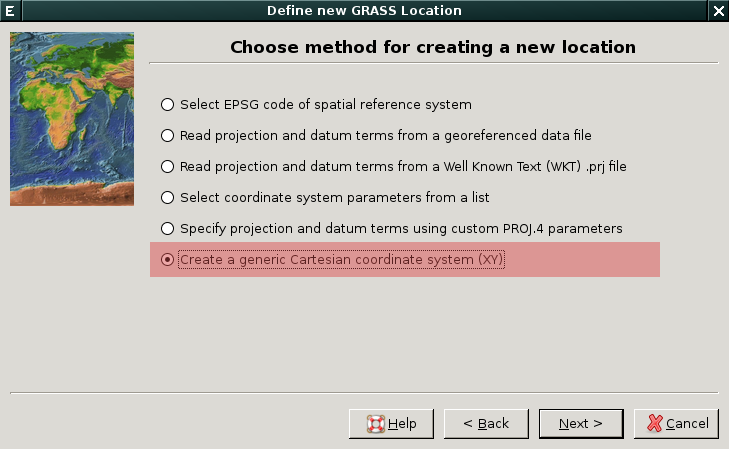 E Define new GRASS Location X
Choose method for creating a new location
Select EPSG code of spatial reference system
Read projection and datum terms from a georeferenced data file
Read projection and datum terms from a Well Known Text (WKT) .prj file
Select coordinate system parameters from a list
Specify projection and datum terms using custom PROJ.4 parameters
Create a generic Cartesian coordinate system (XY)
Help < Back Next > Cancel